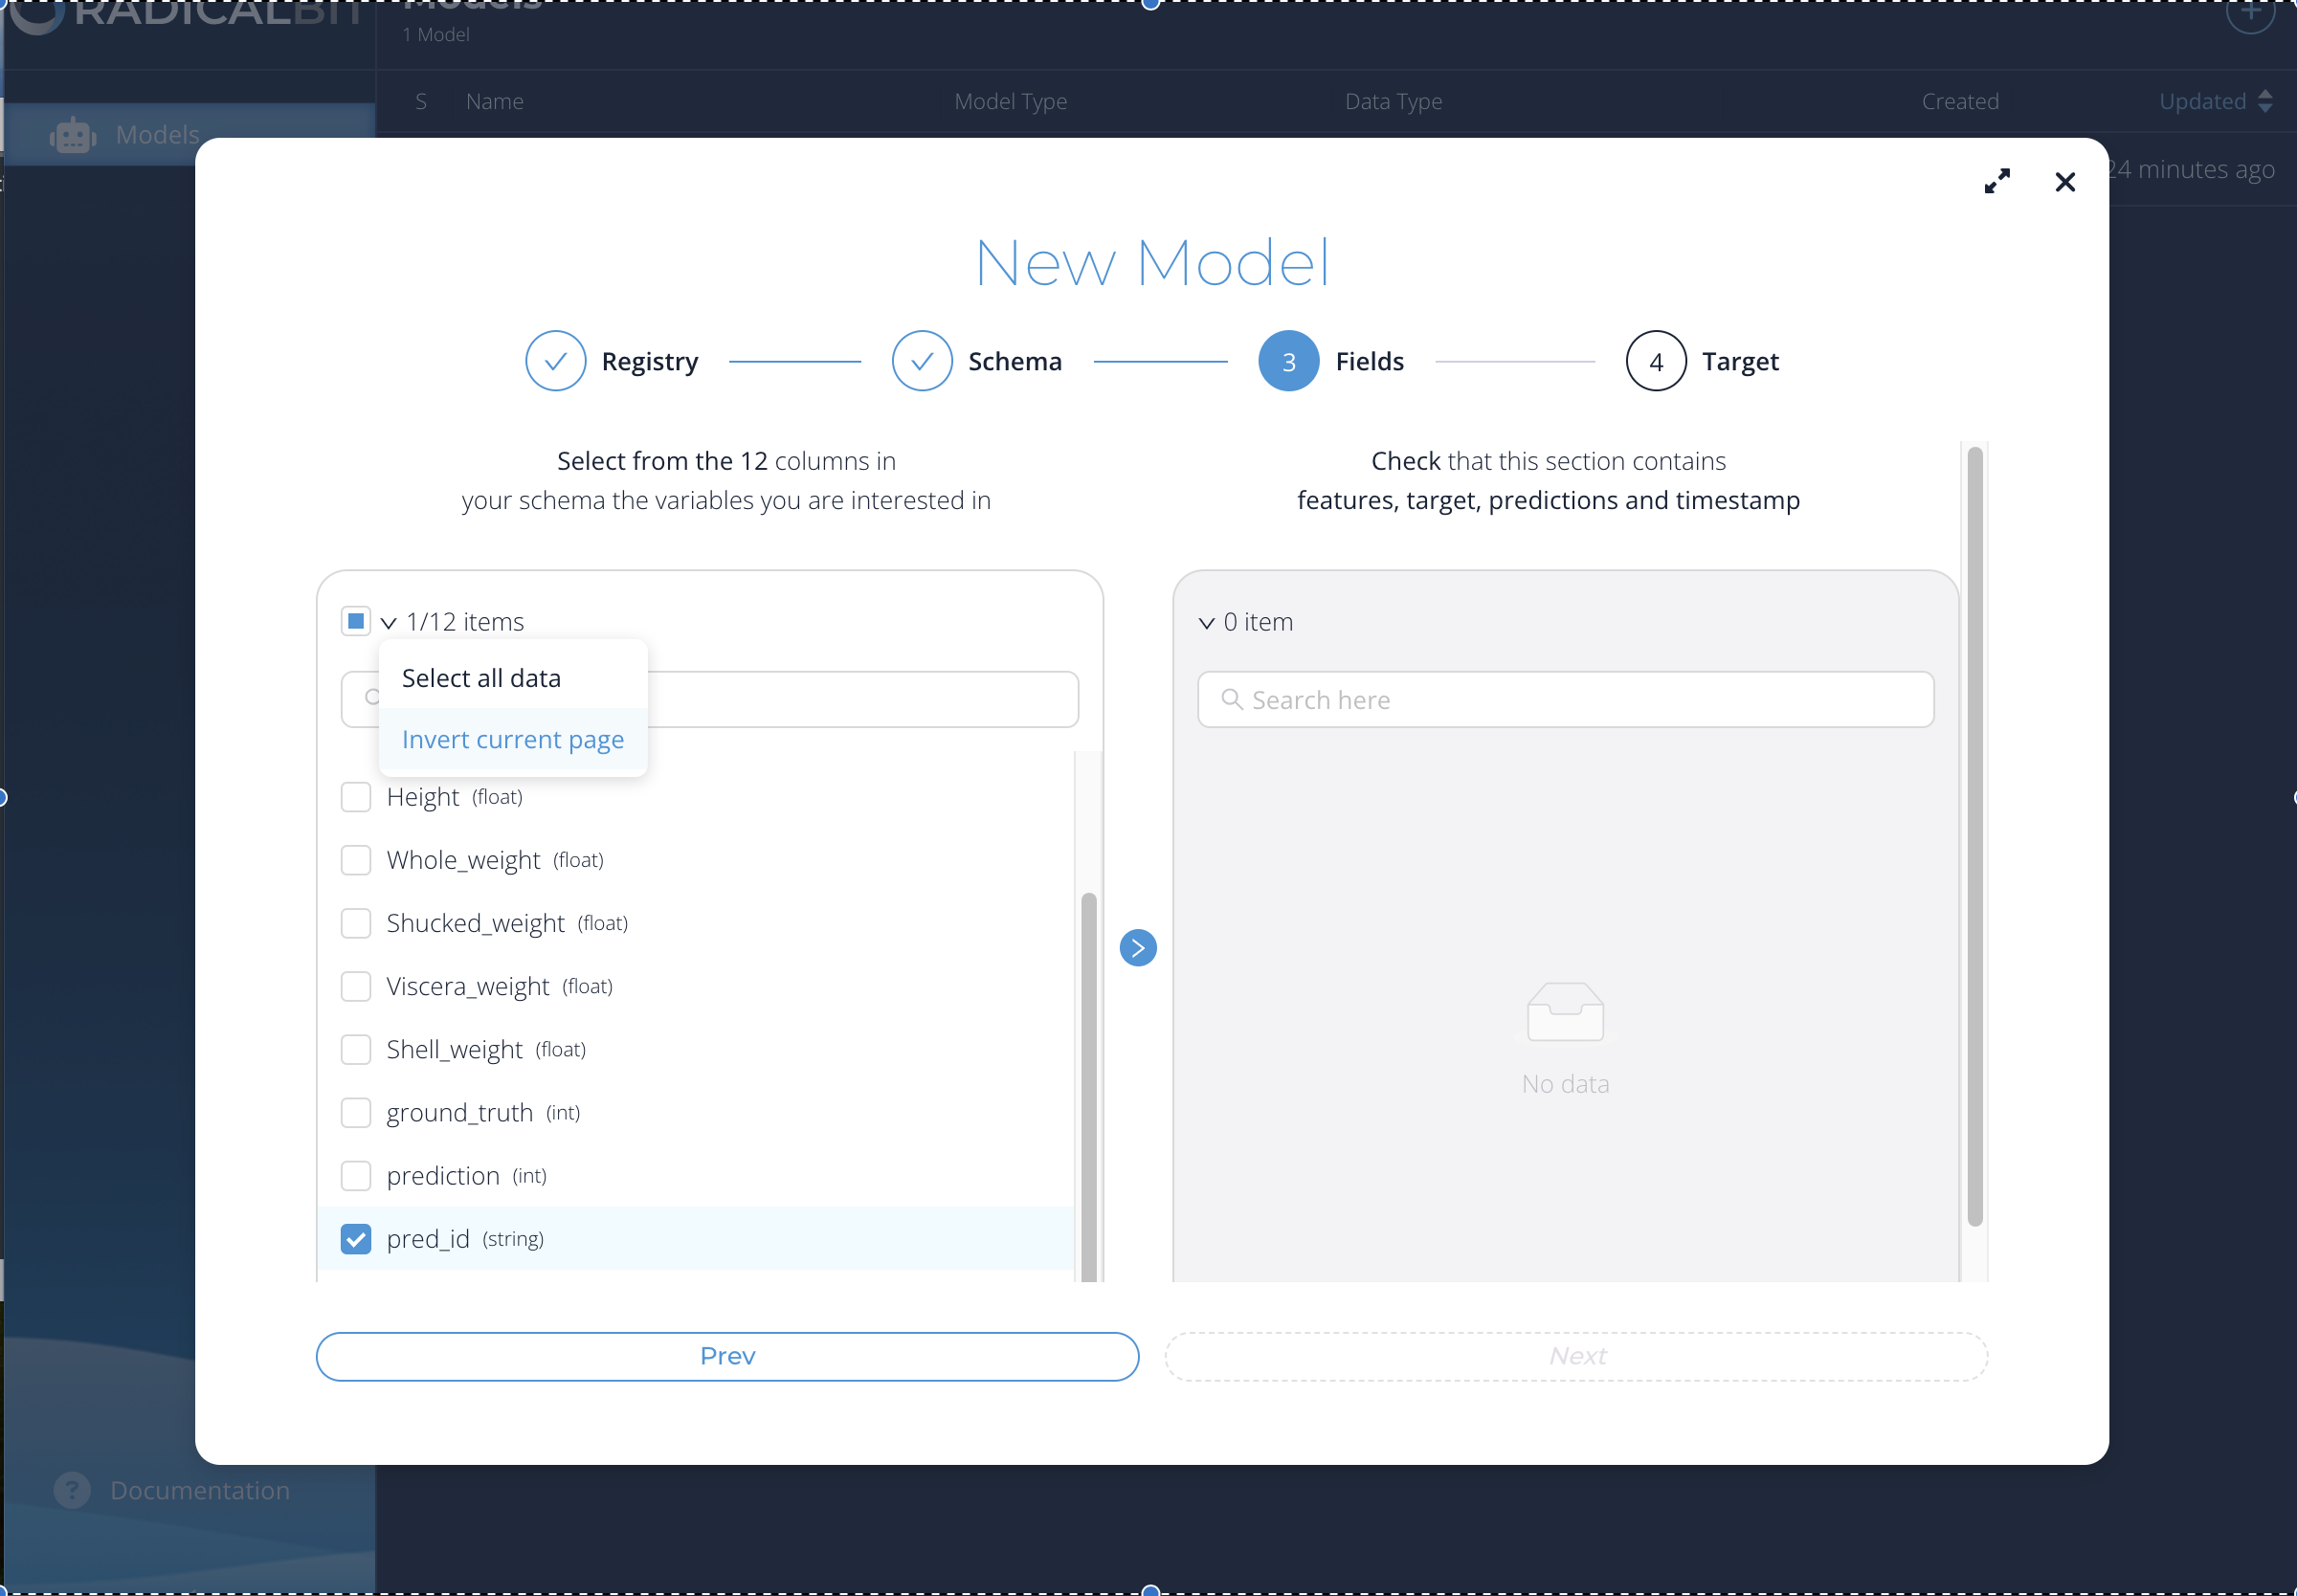 RADICALBIT
Models
1 Model
S Name Model Type Data Type Created Updated
Models
24 minutes ago
New Model
Registry
Schema
3 Fields
4 Target
Select from the 12 columns in
your schema the variables you are interested in
Check that this section contains
features, target, predictions and timestamp
1/12 items
Select all data
Invert current page
Height (float)
Whole_weight (float)
Shucked_weight (float)
Viscera_weight (float)
Shell_weight (float)
ground_truth (int)
prediction (int)
pred_id (string)
0 item
Search here
No data
Prev
Next
? Documentation